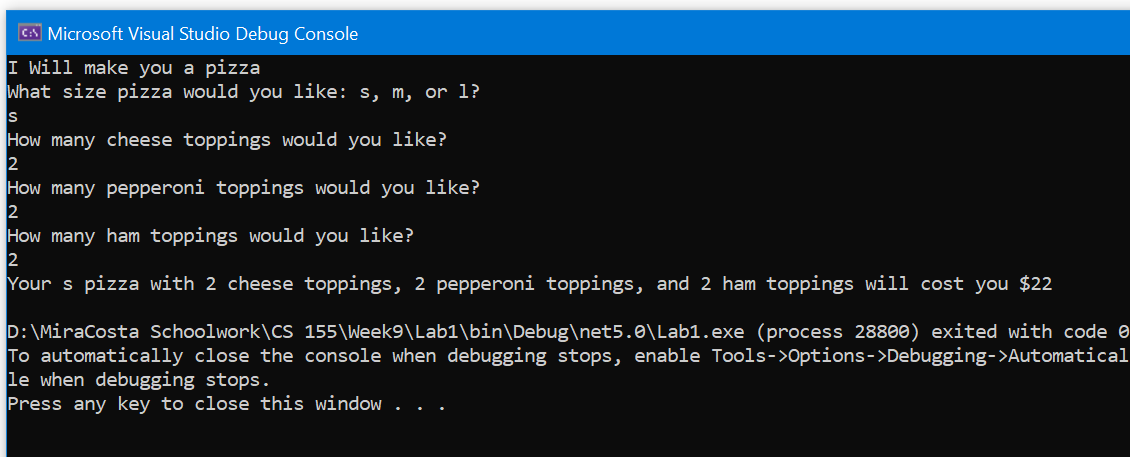 C:\ Microsoft Visual Studio Debug Console
I Will make you a pizza
What size pizza would you like: s, m, or l?
s
How many cheese toppings would you like?
2
How many pepperoni toppings would you like?
2
How many ham toppings would you like?
2
Your s pizza with 2 cheese toppings, 2 pepperoni toppings, and 2 ham toppings will cost you $22
D:\MiraCosta Schoolwork\CS 155\Week9\Lab1\bin\Debug\net5.0\Lab1.exe (process 28800) exited with code 0
To automatically close the console when debugging stops, enable Tools->Options->Debugging->Automatical
le when debugging stops.
Press any key to close this window . . .